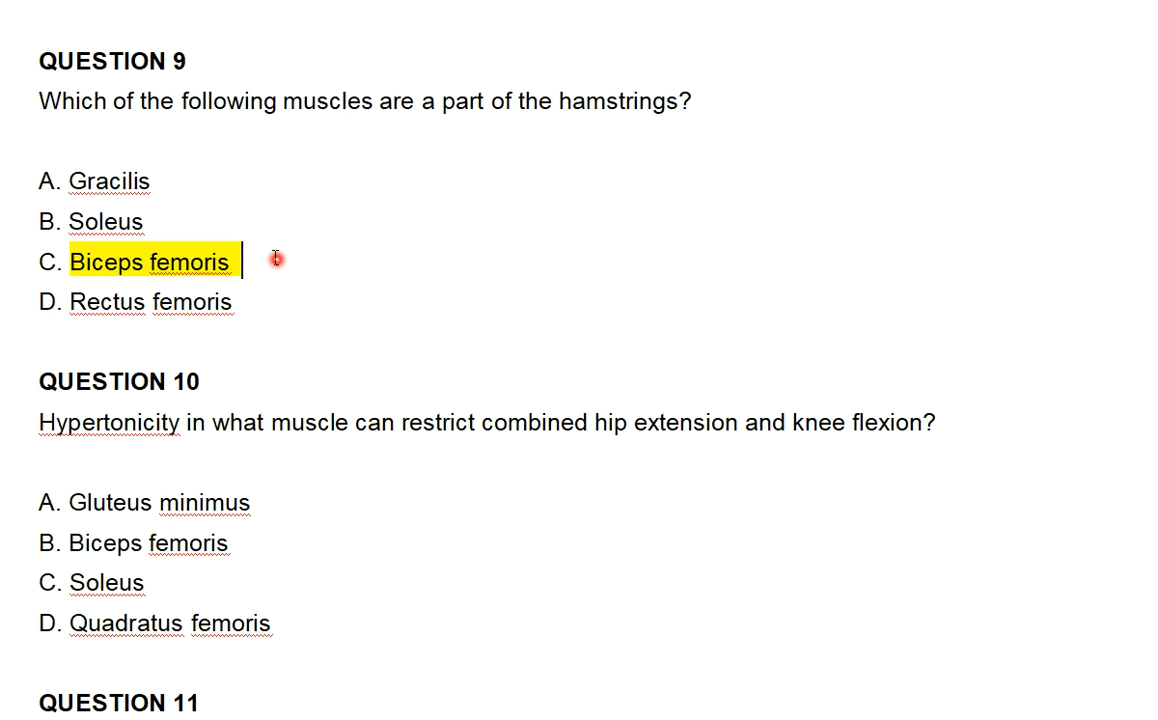 QUESTION 9
Which of the following muscles are a part of the hamstrings?
A. Gracilis
B. Soleus
C. Biceps femoris
D. Rectus femoris
QUESTION 10
Hypertonicity in what muscle can restrict combined hip extension and knee flexion?
A. Gluteus minimus
B. Biceps femoris
C. Soleus
D. Quadratus femoris
QUESTION 11